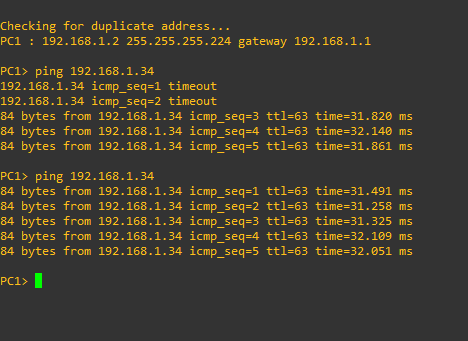 Checking for duplicate address...
PC1 : 192.168.1.2 255.255.255.224 gateway 192.168.1.1
PC1> ping 192.168.1.34
192.168.1.34 icmp_seq=1 timeout
192.168.1.34 icmp_seq=2 timeout
84 bytes from 192.168.1.34 icmp_seq=3 ttl=63 time=31.820 ms
84 bytes from 192.168.1.34 icmp_seq=4 ttl=63 time=32.140 ms
84 bytes from 192.168.1.34 icmp_seq=5 ttl=63 time=31.861 ms
PC1> ping 192.168.1.34
84 bytes from 192.168.1.34 icmp_seq=1 ttl=63 time=31.491 ms
84 bytes from 192.168.1.34 icmp_seq=2 ttl=63 time=31.258 ms
84 bytes from 192.168.1.34 icmp_seq=3 ttl=63 time=31.325 ms
84 bytes from 192.168.1.34 icmp_seq=4 ttl=63 time=32.109 ms
84 bytes from 192.168.1.34 icmp_seq=5 ttl=63 time=32.051 ms
PC1>